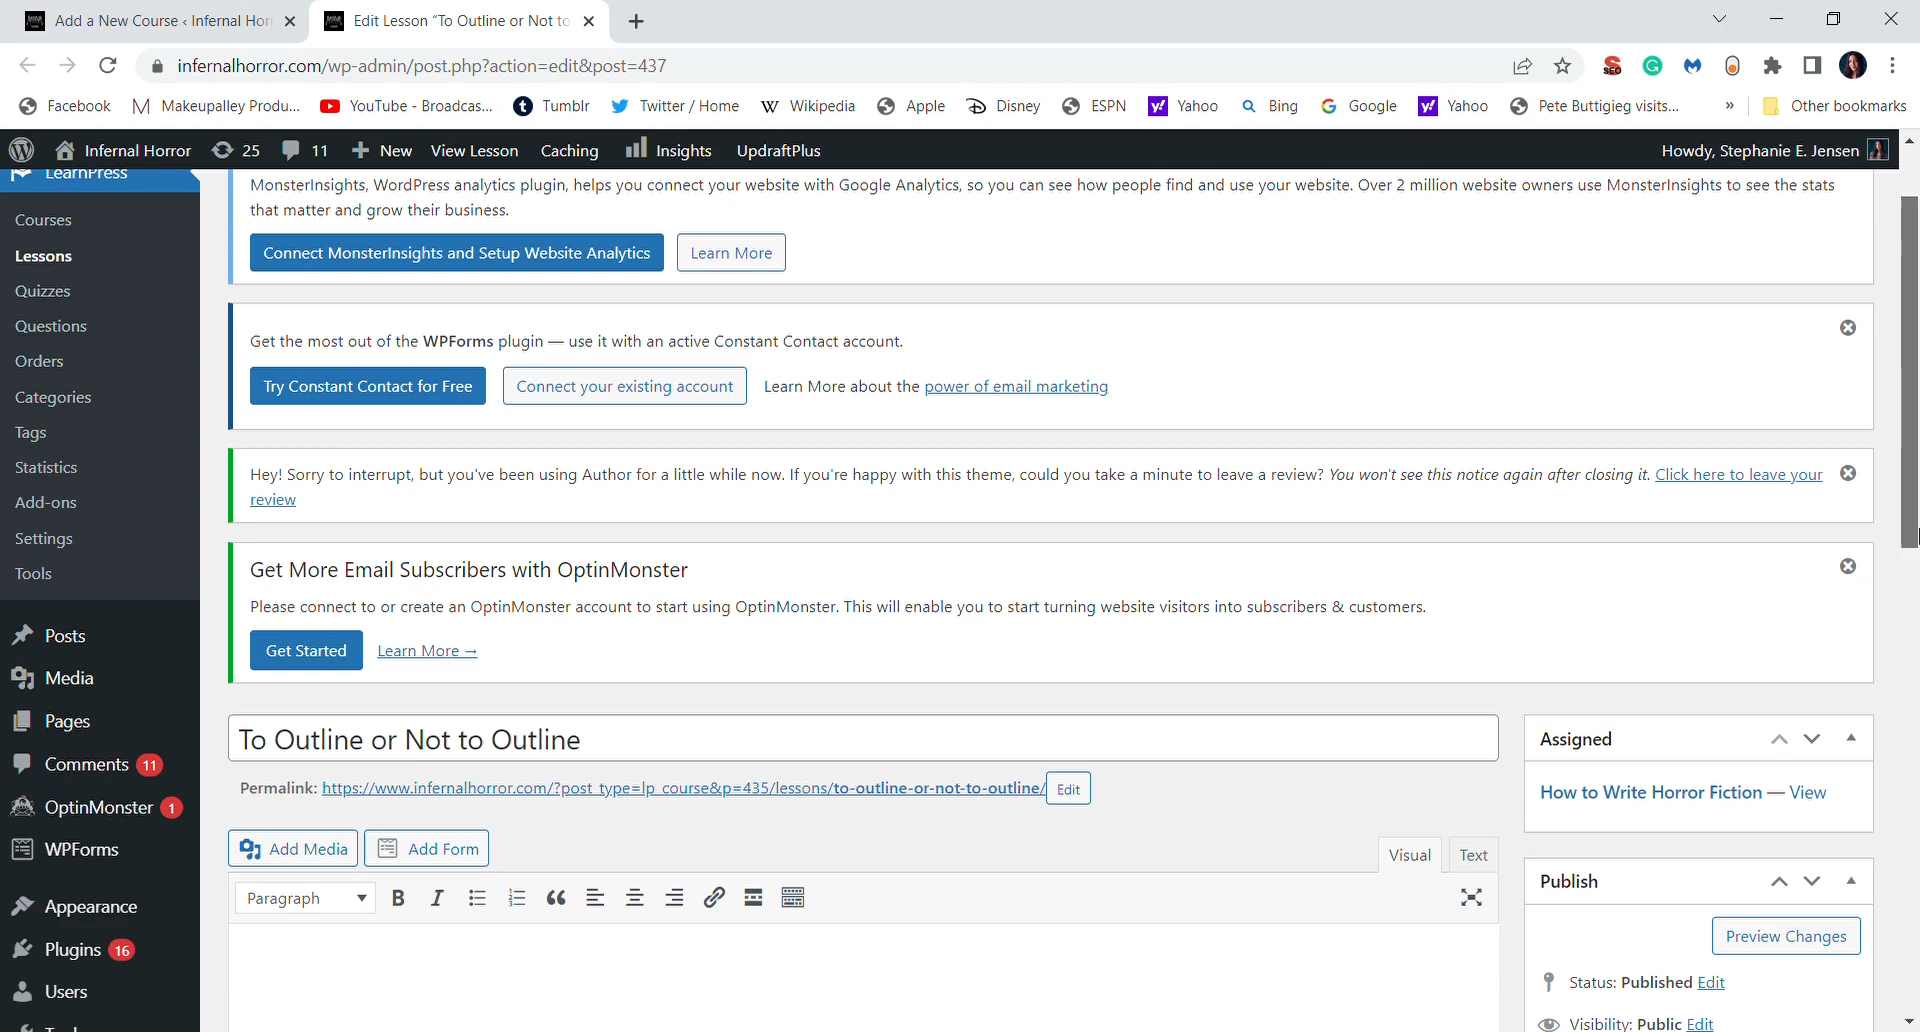 Add a New Course ‹ Infernal Hor
Edit Lesson "To Outline or Not to
infernalhorror.com/wp-admin/post.php?action=edit&post=437
Facebook
Makeupalley Produ...
YouTube - Broadcas...
Tumblr
Twitter / Home
Wikipedia
Apple
Disney
ESPN
Yahoo
Bing
Google
Yahoo
Pete Buttigieg visits...
»
Other bookmarks
Infernal Horror
25
11
New
View Lesson
Caching
Insights
UpdraftPlus
Howdy, Stephanie E. Jensen
LearnPress
Courses
Lessons
Quizzes
Questions
Orders
Categories
Tags
Statistics
Add-ons
Settings
Tools
Posts
Media
Pages
Comments 11
OptinMonster 1
WPForms
Appearance
Plugins 16
Users
MonsterInsights, WordPress analytics plugin, helps you connect your website with Google Analytics, so you can see how people find and use your website. Over 2 million website owners use MonsterInsights to see the stats
that matter and grow their business.
Connect MonsterInsights and Setup Website Analytics
Learn More
Get the most out of the WPForms plugin — use it with an active Constant Contact account.
Try Constant Contact for Free
Connect your existing account
Learn More about the power of email marketing
Hey! Sorry to interrupt, but you've been using Author for a little while now. If you're happy with this theme, could you take a minute to leave a review? You won't see this notice again after closing it. Click here to leave your
review
Get More Email Subscribers with OptinMonster
Please connect to or create an OptinMonster account to start using OptinMonster. This will enable you to start turning website visitors into subscribers & customers.
Get Started
Learn More →
To Outline or Not to Outline
Permalink: https://www.infernalhorror.com/?post_type=lp_course&p=435/lessons/to-outline-or-not-to-outline/
Edit
Add Media
Add Form
Visual
Text
Paragraph
B
I
Assigned
How to Write Horror Fiction — View
Publish
Preview Changes
Status: Published Edit
Visibility: Public Edit